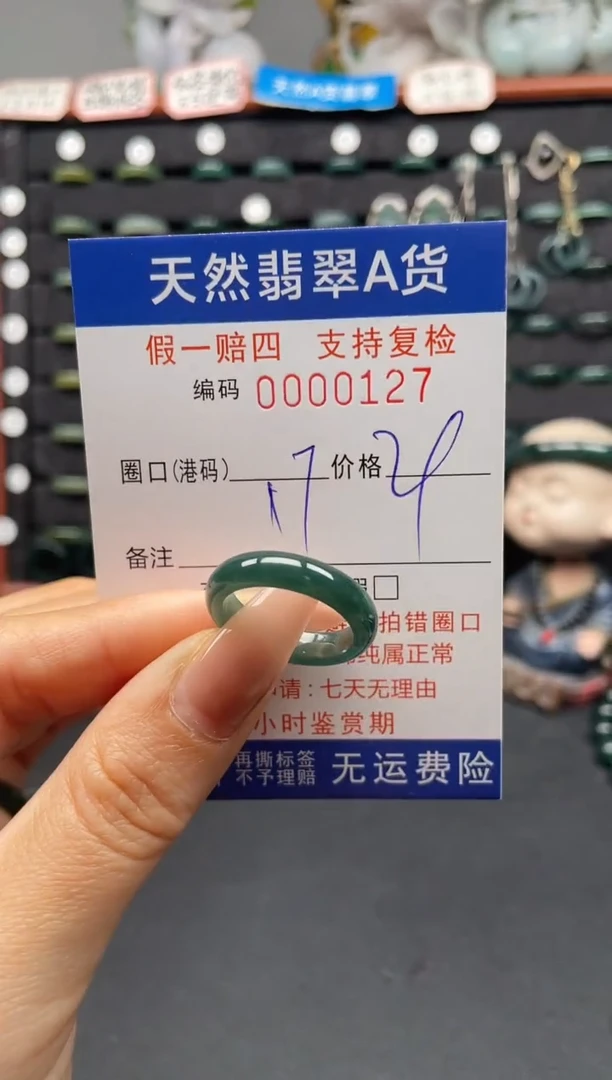 天然翡翠A货
假一赔四 支持复检
编码 0000127
圈口(港码) 17 价格
备注
拍错圈口
纯属正常
请:七天无理由
小时鉴赏期
再撕标签
不予理赔 无运费险